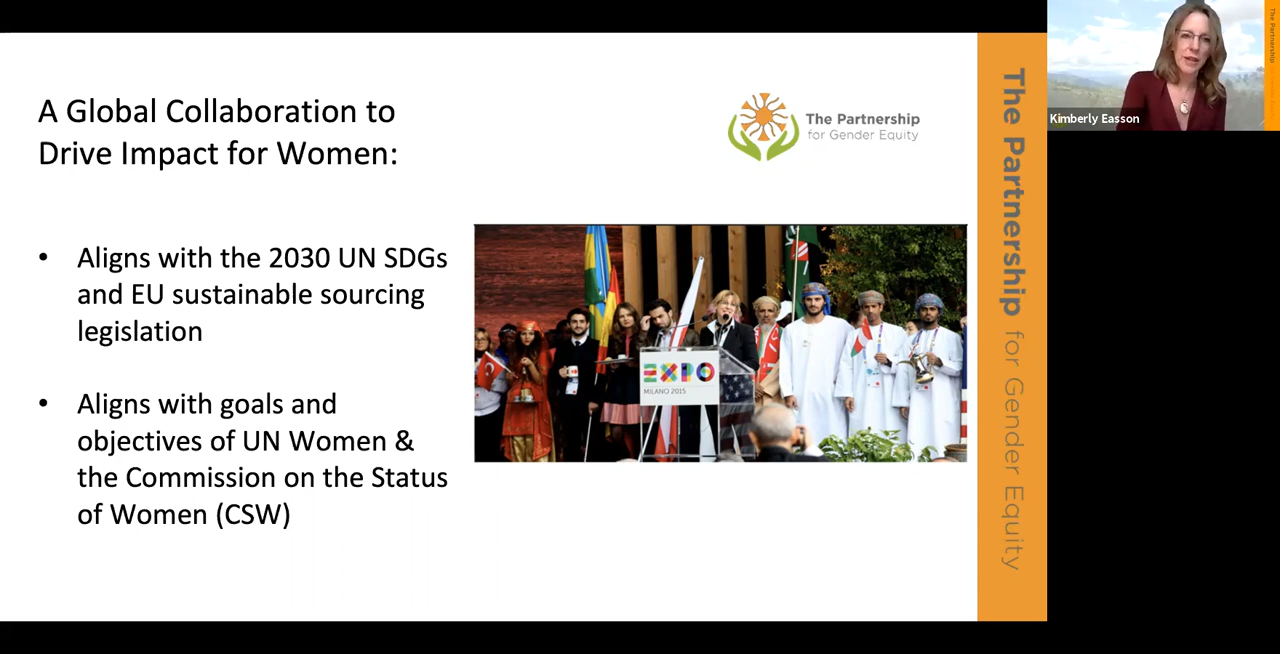 A Global Collaboration to
Drive Impact for Women:
The Partnership
for Gender Equity
• Aligns with the 2030 UN SDGs
and EU sustainable sourcing
legislation
• Aligns with goals and
objectives of UN Women &
the Commission on the Status
of Women (CSW)
EXPO
MILANO 2015
The Partnership for Gender Equity
Kimberly Easson
The Partnership